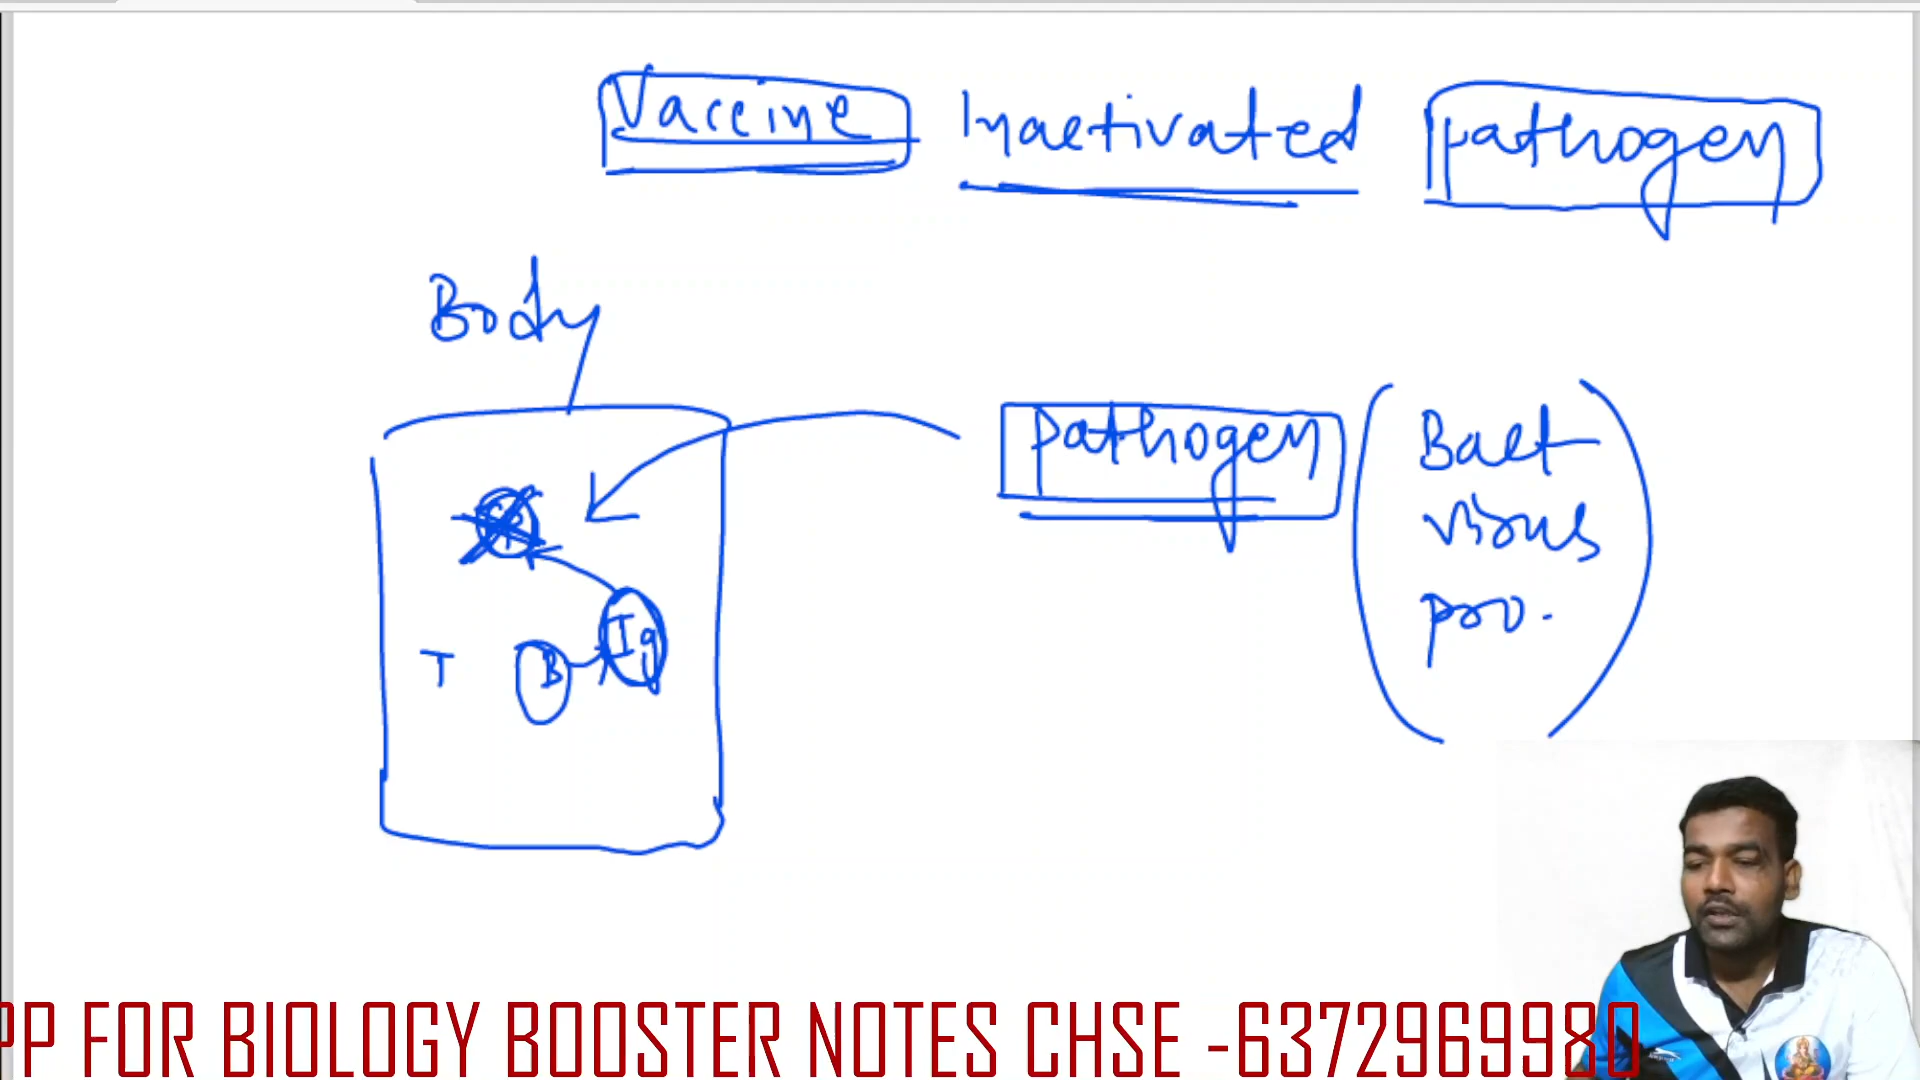 Vaccine Inactivated pathogen
Body
pathogen
Bact
virus
pro.
T B Ig
PP FOR BIOLOGY BOOSTER NOTES CHSE -6372969980